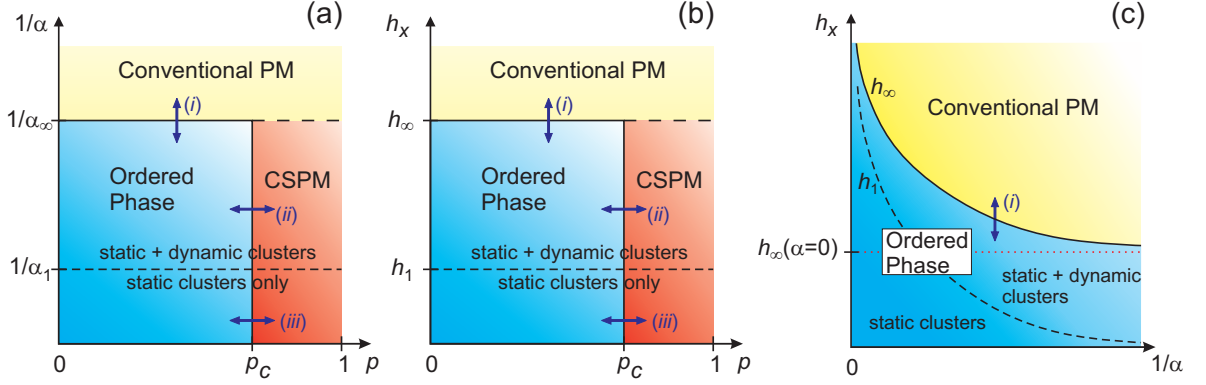 1/α
(a)
Conventional PM
(i)
1/α∞
Ordered
Phase
CSPM
(ii)
static + dynamic clusters
1/α1
static clusters only
(iii)
0
pc
1
p
hx
(b)
Conventional PM
(i)
h∞
Ordered
Phase
CSPM
(ii)
static + dynamic clusters
h1
static clusters only
(iii)
0
pc
1
p
hx
(c)
h∞
Conventional PM
h1
(i)
h∞(α=0)
Ordered
Phase
static + dynamic
clusters
static clusters
0
1/α